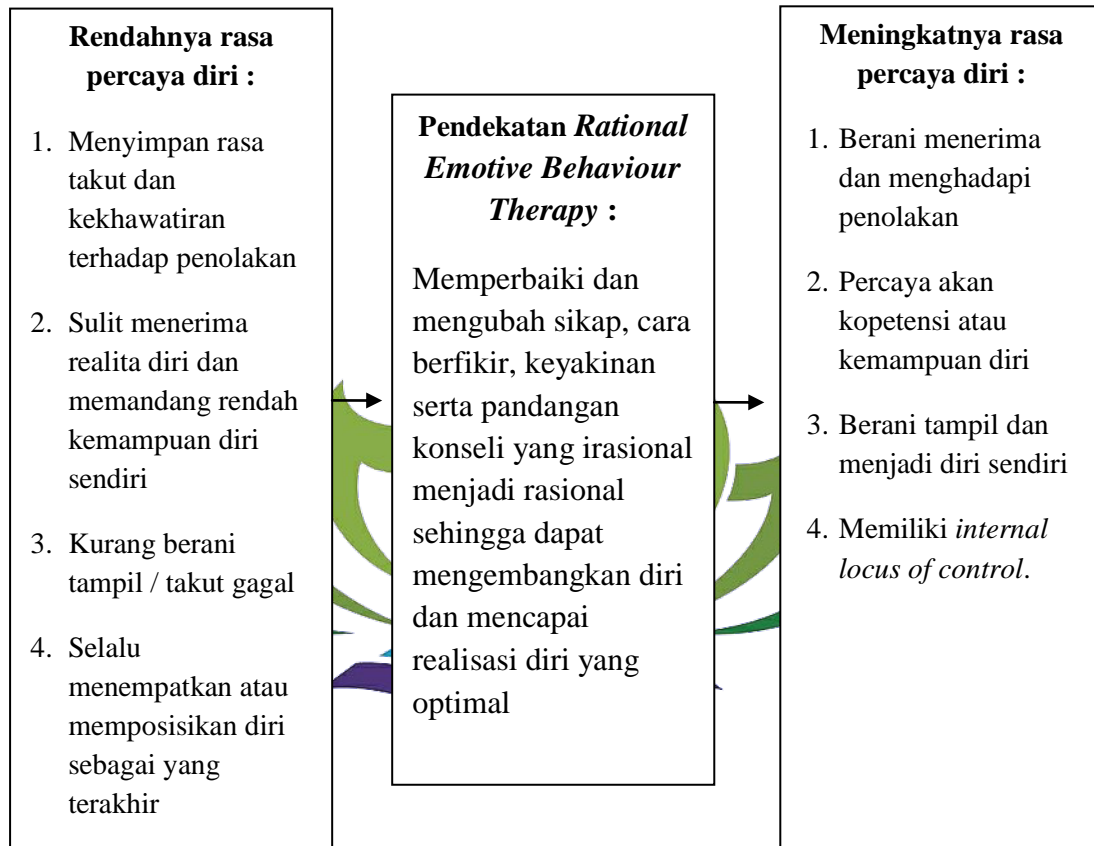 Rendahnya rasa
percaya diri :
1. Menyimpan rasa
takut dan
kekhawatiran
terhadap penolakan
2. Sulit menerima
realita diri dan
memandang rendah
kemampuan diri
sendiri
3. Kurang berani
tampil / takut gagal
4. Selalu
menempatkan atau
memposisikan diri
sebagai yang
terakhir
Pendekatan Rational
Emotive Behaviour
Therapy :
Memperbaiki dan
mengubah sikap, cara
berfikir, keyakinan
serta pandangan
konseli yang irasional
menjadi rasional
sehingga dapat
mengembangkan diri
dan mencapai
realisasi diri yang
optimal
Meningkatnya rasa
percaya diri :
1. Berani menerima
dan menghadapi
penolakan
2. Percaya akan
kopetensi atau
kemampuan diri
3. Berani tampil dan
menjadi diri sendiri
4. Memiliki internal
locus of control.